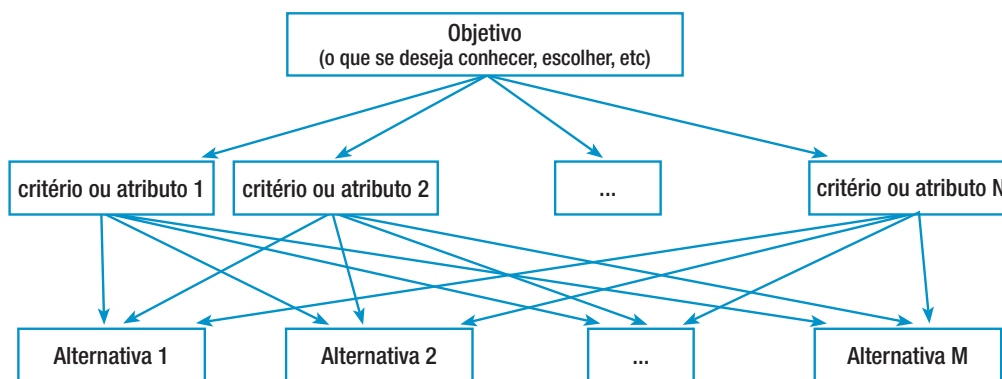 Objetivo
(o que se deseja conhecer, escolher, etc)
critério ou atributo 1
critério ou atributo 2
...
critério ou atributo N
Alternativa 1
Alternativa 2
...
Alternativa M